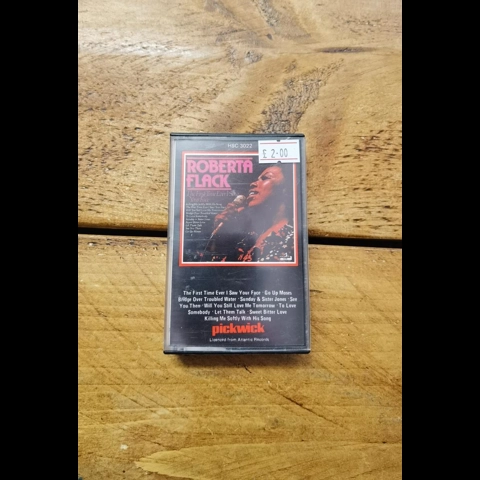 HSC 3022
£ 2·00
ROBERTA
FLACK
The First Time Ever I Saw Your Face · Go Up Moses
Bridge Over Troubled Water · Sunday & Sister Jones · See
You Then · Will You Still Love Me Tomorrow · To Love
Somebody · Let Them Talk · Sweet Bitter Love
Killing Me Softly With His Song
pickwick
Licensed from Atlantic Records